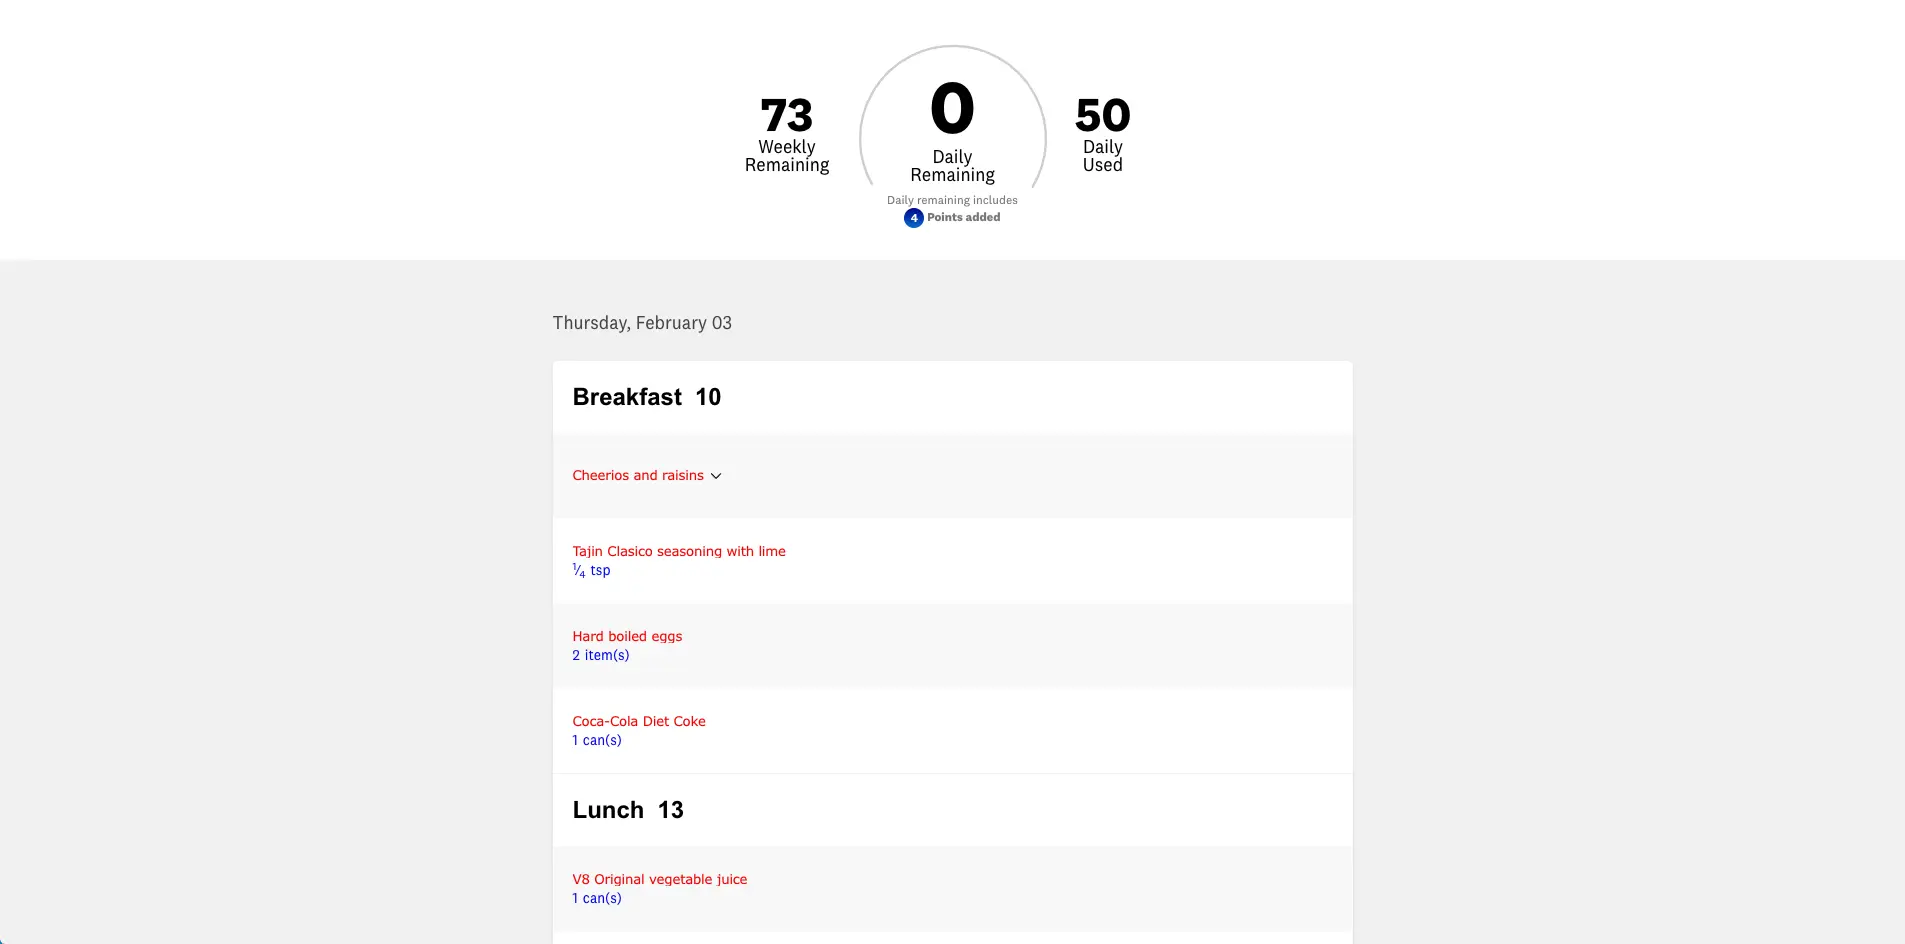 73
Weekly
Remaining
0
Daily
Remaining
Daily remaining includes
4 Points added
50
Daily
Used
Thursday, February 03
Breakfast 10
Cheerios and raisins
Tajin Clasico seasoning with lime
¼ tsp
Hard boiled eggs
2 item(s)
Coca-Cola Diet Coke
1 can(s)
Lunch 13
V8 Original vegetable juice
1 can(s)